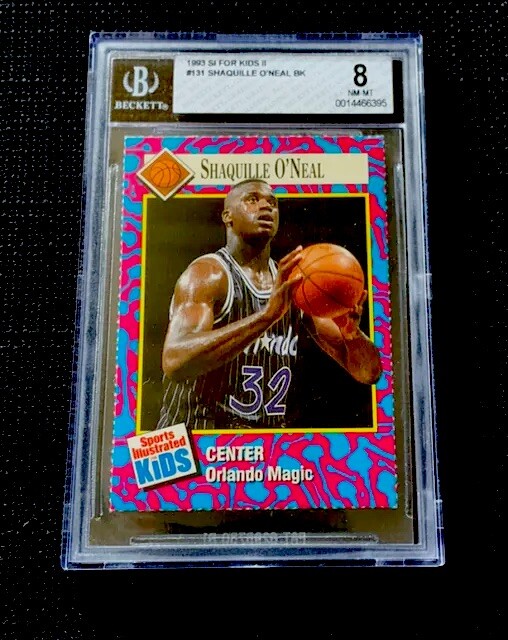 1993 SI FOR KIDS II
#131 SHAQUILLE O'NEAL BK
B
BECKETT®
8
NM-MT
0014466395
SHAQUILLE O'NEAL
32
Sports
Illustrated
KIDS
CENTER
Orlando Magic